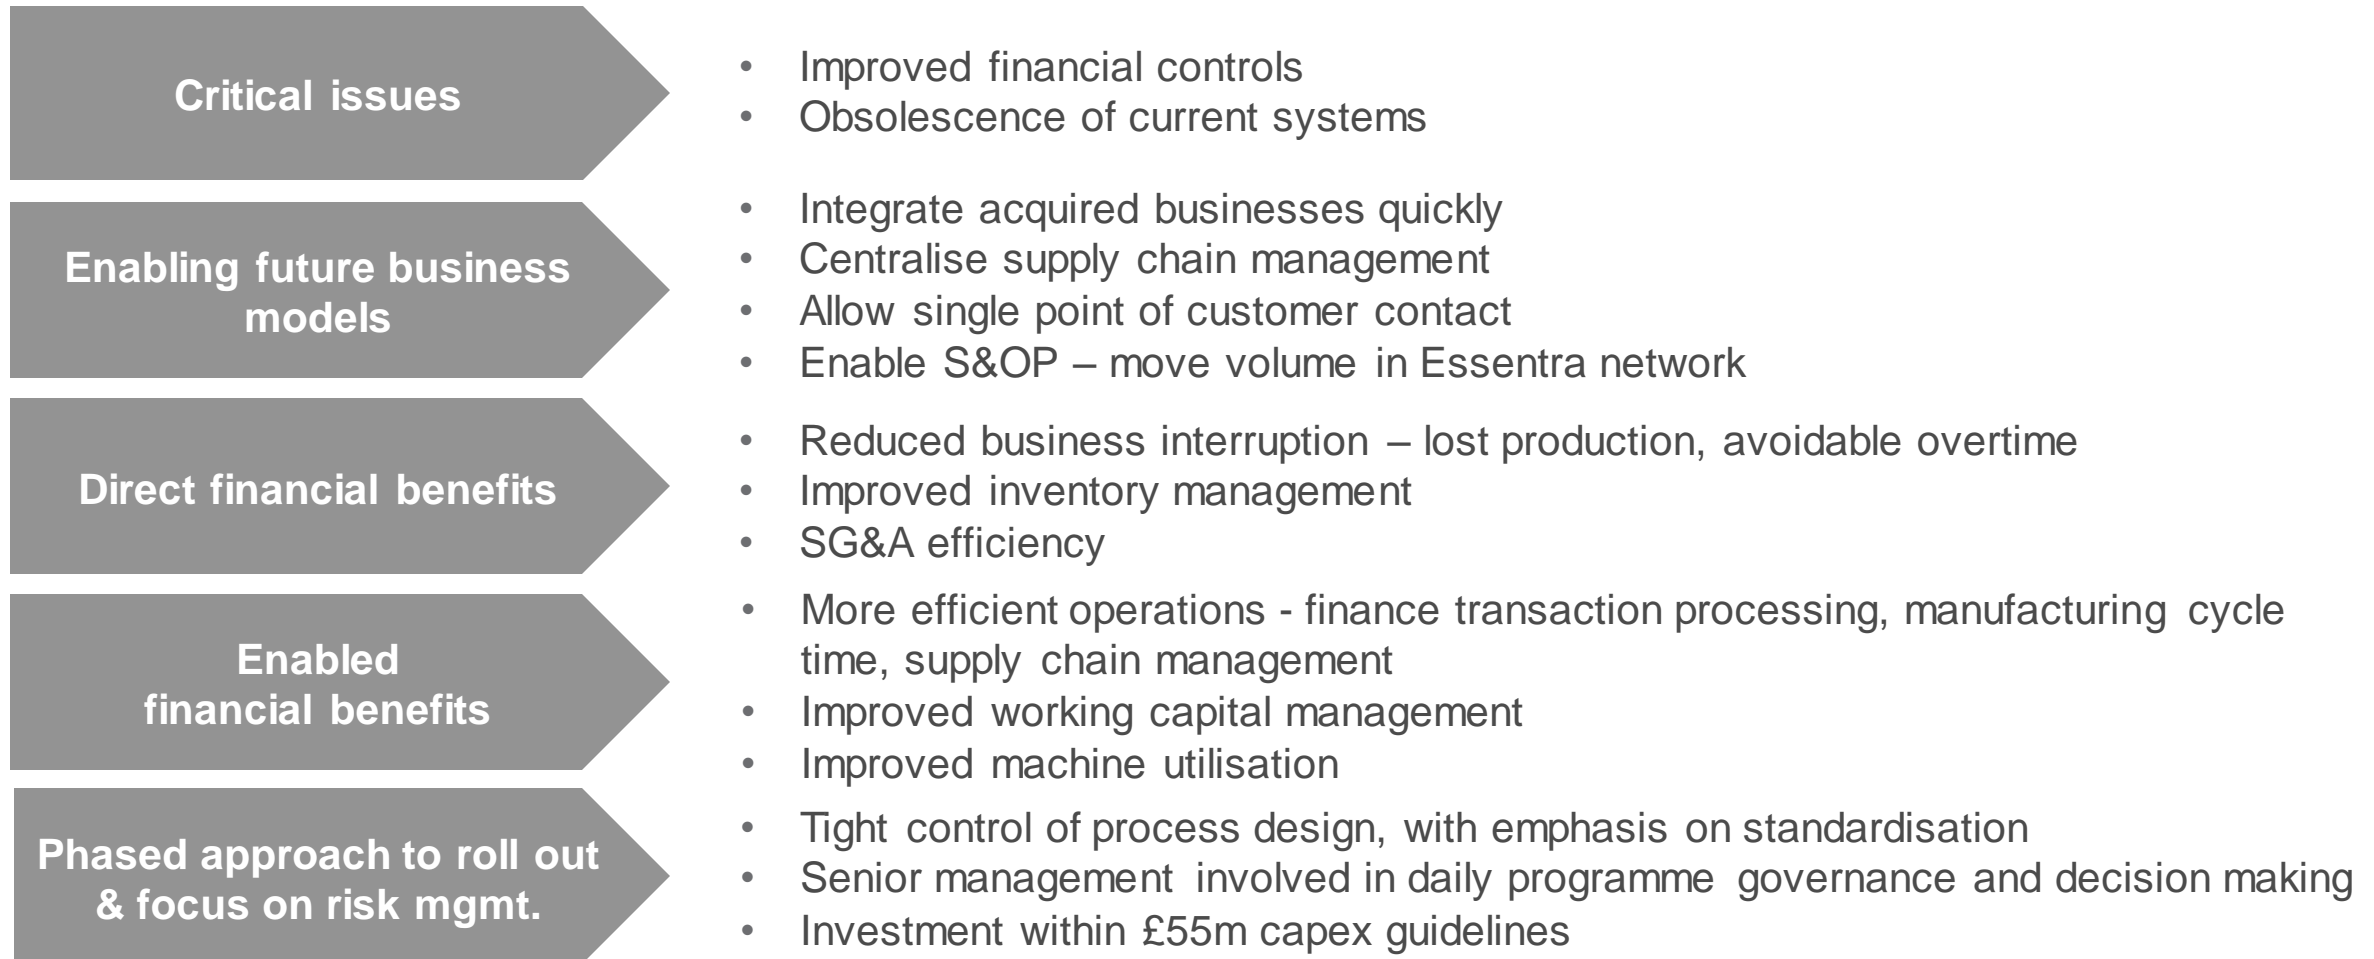 Critical issues
• Improved financial controls
• Obsolescence of current systems
Enabling future business
models
• Integrate acquired businesses quickly
• Centralise supply chain management
• Allow single point of customer contact
• Enable S&OP – move volume in Essentra network
Direct financial benefits
• Reduced business interruption – lost production, avoidable overtime
• Improved inventory management
• SG&A efficiency
Enabled
financial benefits
• More efficient operations - finance transaction processing, manufacturing cycle
time, supply chain management
• Improved working capital management
• Improved machine utilisation
Phased approach to roll out
& focus on risk mgmt.
• Tight control of process design, with emphasis on standardisation
• Senior management involved in daily programme governance and decision making
• Investment within £55m capex guidelines